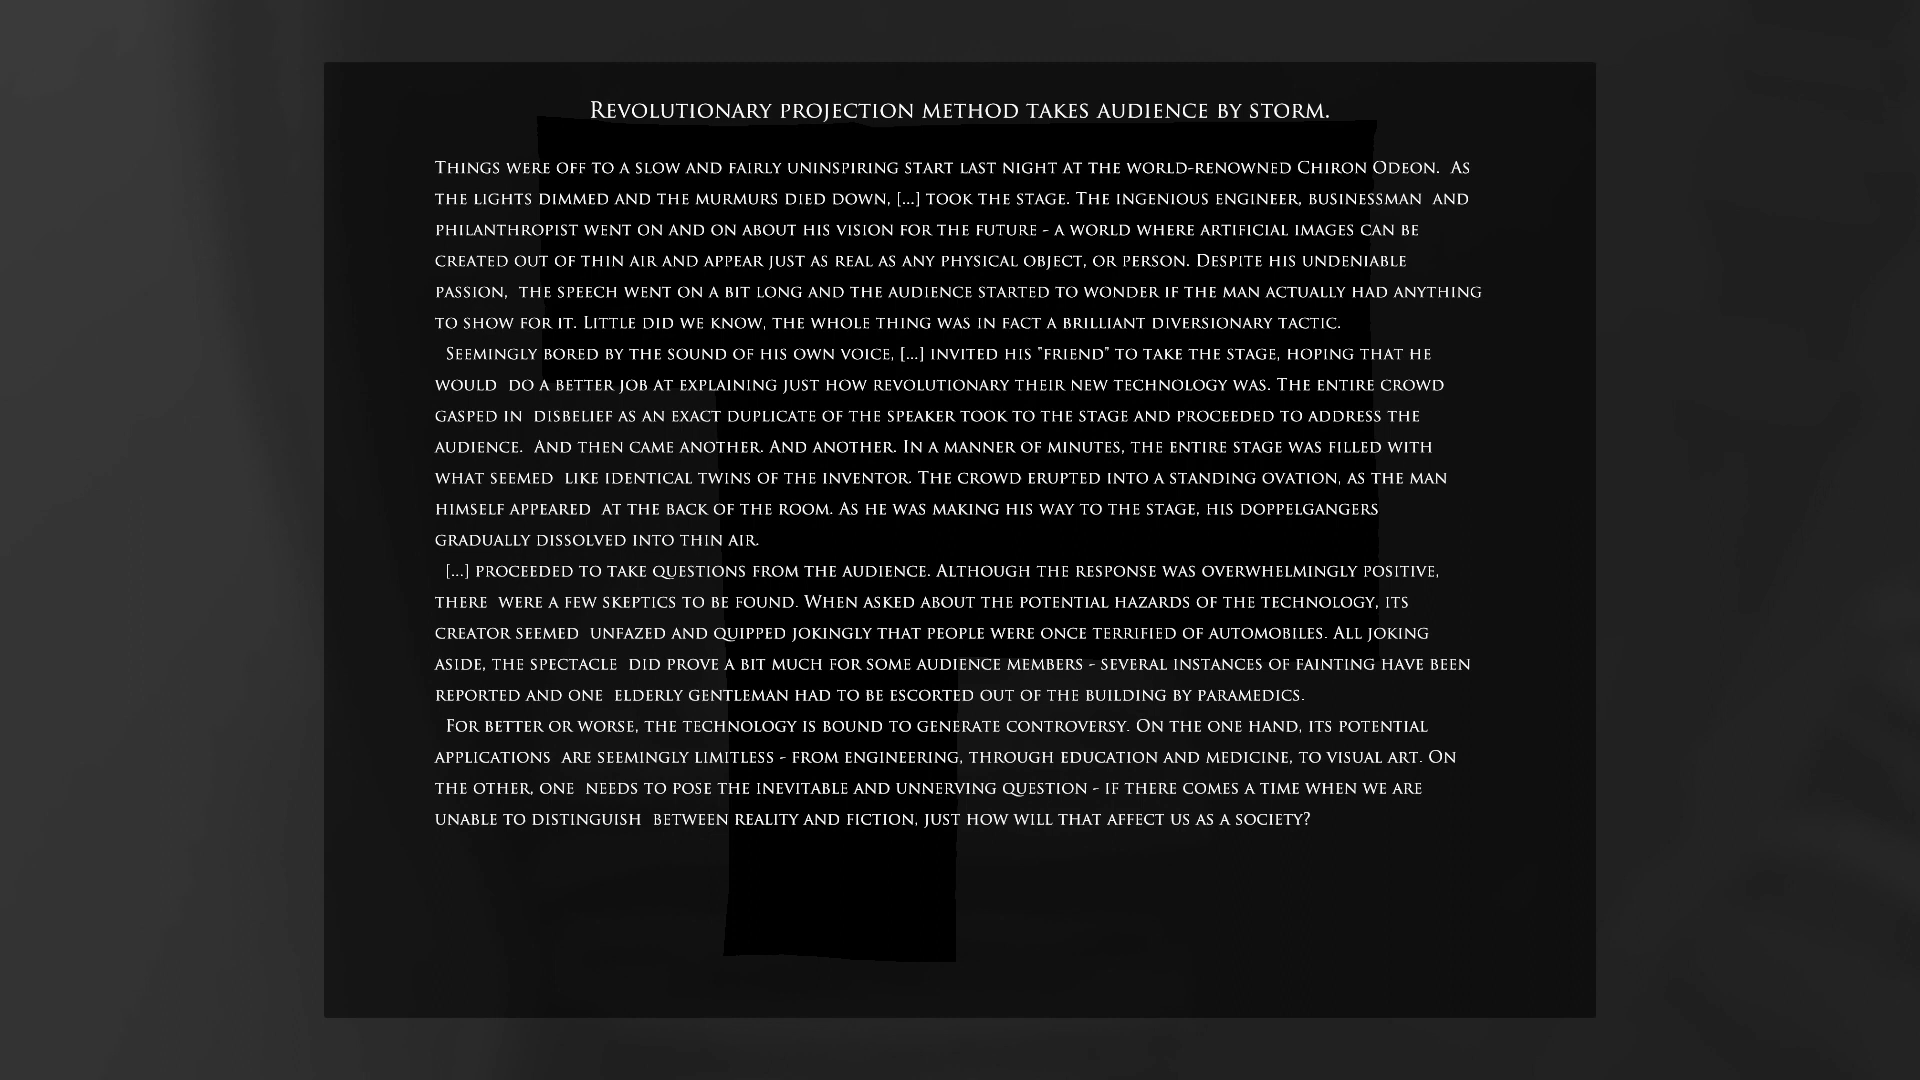 Revolutionary projection method takes audience by storm.
Things were off to a slow and fairly uninspiring start last night at the world-renowned Chiron Odeon.  As
the lights dimmed and the murmurs died down, [...] took the stage. The ingenious engineer, businessman  and
philanthropist went on and on about his vision for the future - a world where artificial images can be
created out of thin air and appear just as real as any physical object, or person. Despite his undeniable
passion,  the speech went on a bit long and the audience started to wonder if the man actually had anything
to show for it. Little did we know, the whole thing was in fact a brilliant diversionary tactic.
Seemingly bored by the sound of his own voice, [...] invited his "friend" to take the stage, hoping that he
would  do a better job at explaining just how revolutionary their new technology was. The entire crowd
gasped in  disbelief as an exact duplicate of the speaker took to the stage and proceeded to address the
audience.  And then came another. And another. In a manner of minutes, the entire stage was filled with
what seemed  like identical twins of the inventor. The crowd erupted into a standing ovation, as the man
himself appeared  at the back of the room. As he was making his way to the stage, his doppelgangers
gradually dissolved into thin air.
[...] proceeded to take questions from the audience. Although the response was overwhelmingly positive,
there  were a few skeptics to be found. When asked about the potential hazards of the technology, its
creator seemed  unfazed and quipped jokingly that people were once terrified of automobiles. All joking
aside, the spectacle  did prove a bit much for some audience members - several instances of fainting have been
reported and one  elderly gentleman had to be escorted out of the building by paramedics.
For better or worse, the technology is bound to generate controversy. On the one hand, its potential
applications  are seemingly limitless - from engineering, through education and medicine, to visual art. On
the other, one  needs to pose the inevitable and unnerving question - if there comes a time when we are
unable to distinguish  between reality and fiction, just how will that affect us as a society?